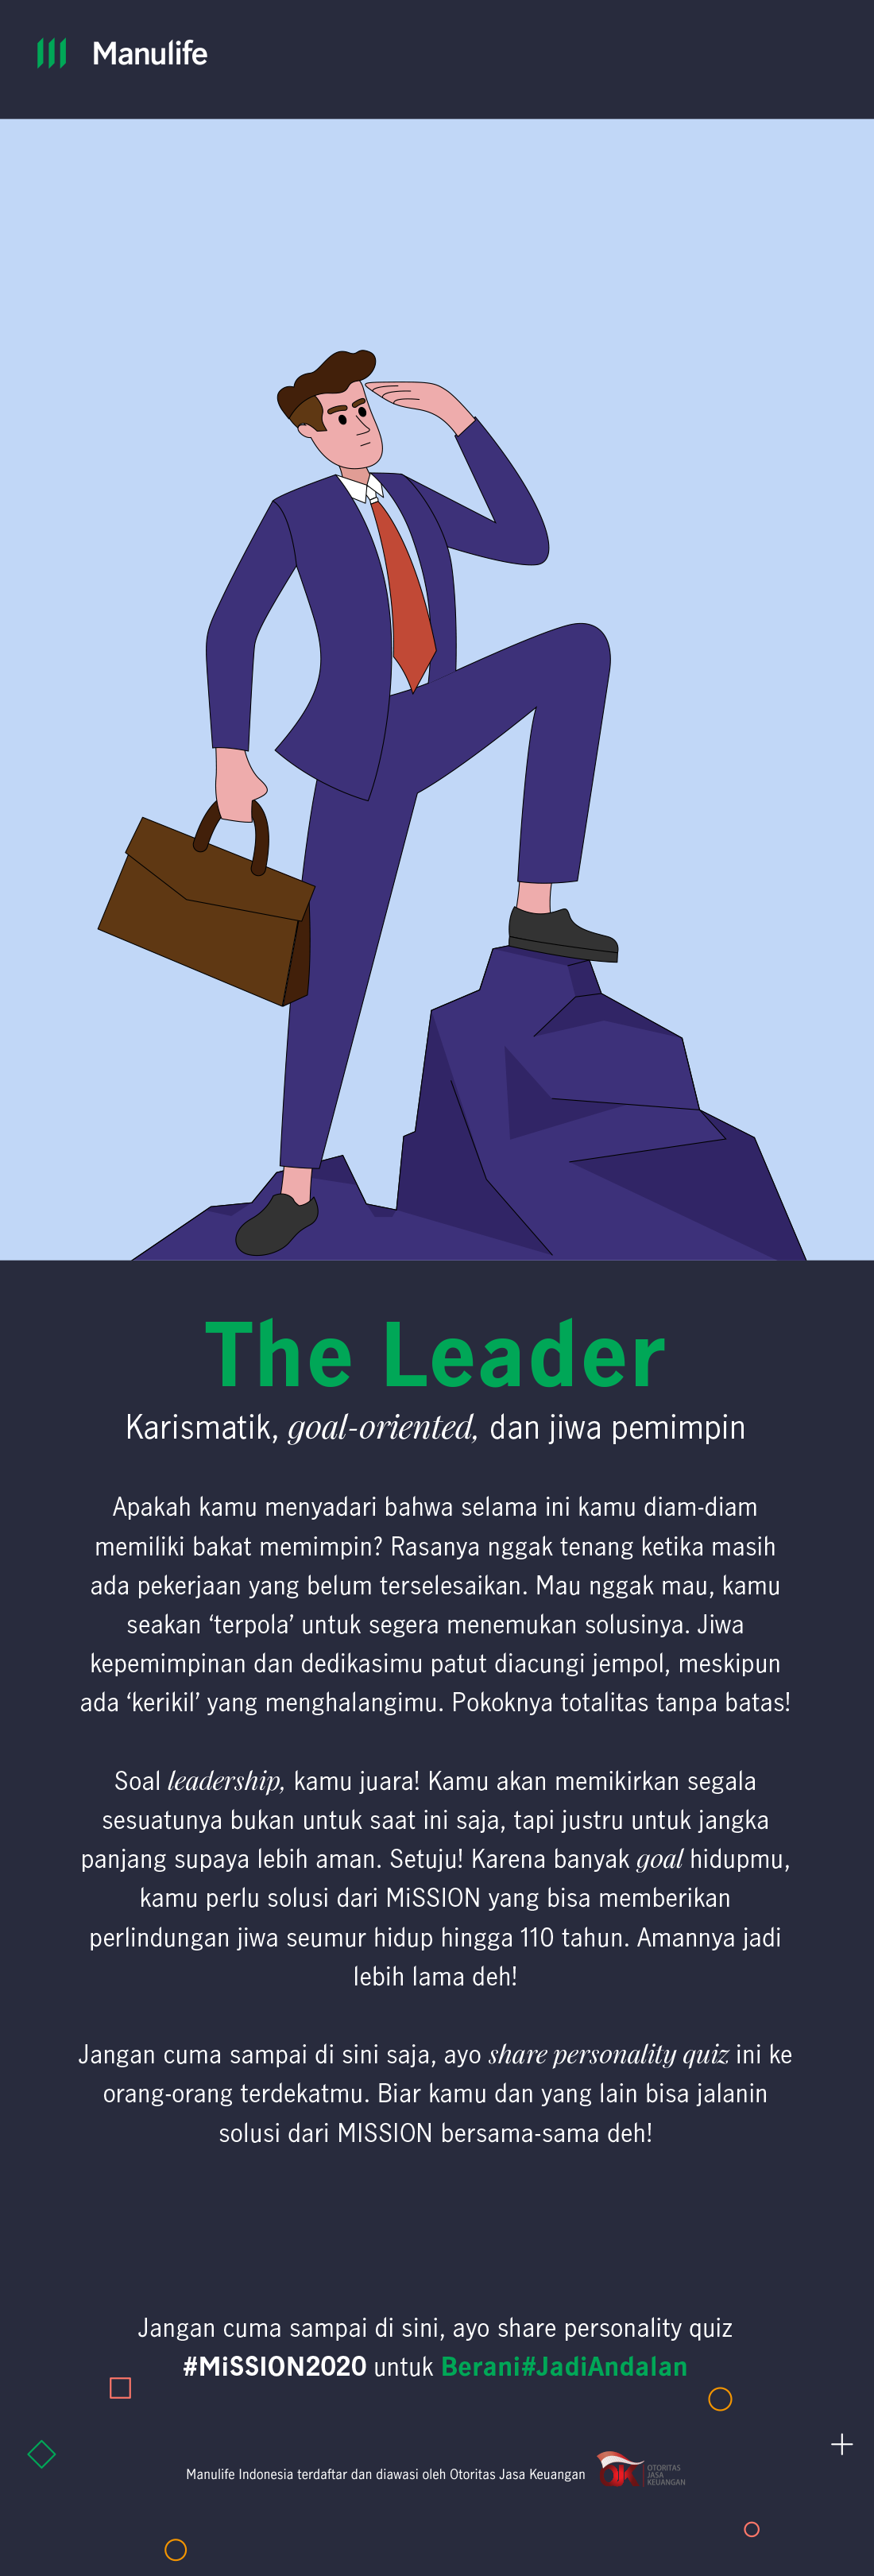 Manulife
The Leader
Karismatik, goal-oriented, dan jiwa pemimpin
Apakah kamu menyadari bahwa selama ini kamu diam-diam
memiliki bakat memimpin? Rasanya nggak tenang ketika masih
ada pekerjaan yang belum terselesaikan. Mau nggak mau, kamu
seakan ‘terpola’ untuk segera menemukan solusinya. Jiwa
kepemimpinan dan dedikasimu patut diacungi jempol, meskipun
ada ‘kerikil’ yang menghalangimu. Pokoknya totalitas tanpa batas!
Soal leadership, kamu juara! Kamu akan memikirkan segala
sesuatunya bukan untuk saat ini saja, tapi justru untuk jangka
panjang supaya lebih aman. Setuju! Karena banyak goal hidupmu,
kamu perlu solusi dari MiSSION yang bisa memberikan
perlindungan jiwa seumur hidup hingga 110 tahun. Amannya jadi
lebih lama deh!
Jangan cuma sampai di sini saja, ayo share personality quiz ini ke
orang-orang terdekatmu. Biar kamu dan yang lain bisa jalanin
solusi dari MISSION bersama-sama deh!
Jangan cuma sampai di sini, ayo share personality quiz
#MiSSION2020 untuk Berani#JadiAndalan
Manulife Indonesia terdaftar dan diawasi oleh Otoritas Jasa Keuangan
OJK
OTORITAS
JASA
KEUANGAN